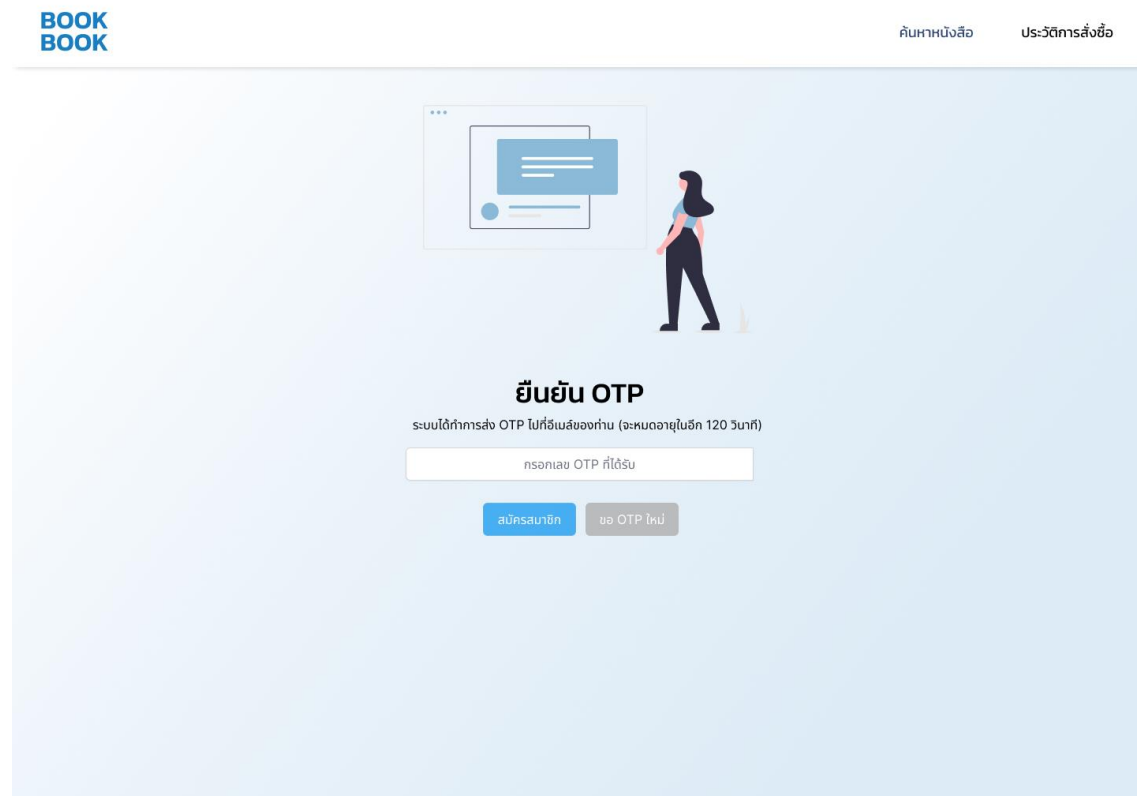 BOOK
BOOK
ค้นหาหนังสือ
ประวัติการสั่งซื้อ
ยืนยัน OTP
ระบบได้ทำการส่ง OTP ไปที่อีเมล์ของท่าน (จะหมดอายุในอีก 120 วินาที)
กรอกเลข OTP ที่ได้รับ
สมัครสมาชิก
ขอ OTP ใหม่